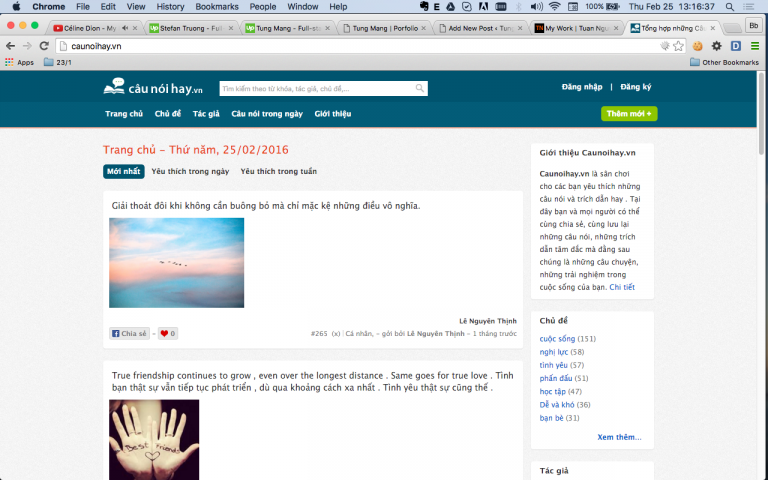 Chrome File Edit View History Bookmarks People Window Help 100% Thu Feb 25 13:16:37
Céline Dion - My
Stefan Truong - Full
Tung Mang - Full-st
Tung Mang | Porfolio
Add New Post ‹ Tung
My Work | Tuan Ngu
Tổng hợp những Câ
Bb
caunoihay.vn
Apps 23/1 Other Bookmarks
câu nói hay.vn
Tìm kiếm theo từ khóa, tác giả, chủ đề,...
Đăng nhập | Đăng ký
Trang chủ Chủ đề Tác giả Câu nói trong ngày Giới thiệu
Thêm mới +
Trang chủ - Thứ năm, 25/02/2016
Mới nhất Yêu thích trong ngày Yêu thích trong tuần
Giải thoát đôi khi không cần buông bó mà chỉ mặc kệ những điều vô nghĩa.
Lê Nguyên Thịnh
Chia sẻ - 0
#265 (x) | Cá nhân, - gởi bởi Lê Nguyên Thịnh - 1 tháng trước
True friendship continues to grow , even over the longest distance . Same goes for true love . Tình
bạn thật sự vẫn tiếp tục phát triển , dù qua khoảng cách xa nhất . Tình yêu thật sự cũng thế .
Best Friends
Giới thiệu Caunoihay.vn
Caunoihay.vn là sân chơi
cho các bạn yêu thích những
câu nói và trích dẫn hay . Tại
đây bạn và mọi người có thể
cùng chia sẻ, cùng lưu lại
những câu nói, những trích
dẫn tâm đắc mà đằng sau
chúng là những câu chuyện,
những trải nghiệm trong
cuộc sống của bạn. Chi tiết
Chủ đề
cuộc sống (151)
nghị lực (58)
tình yêu (57)
phấn đấu (51)
học tập (47)
Dễ và khó (36)
bạn bè (31)
Xem thêm...
Tác giả